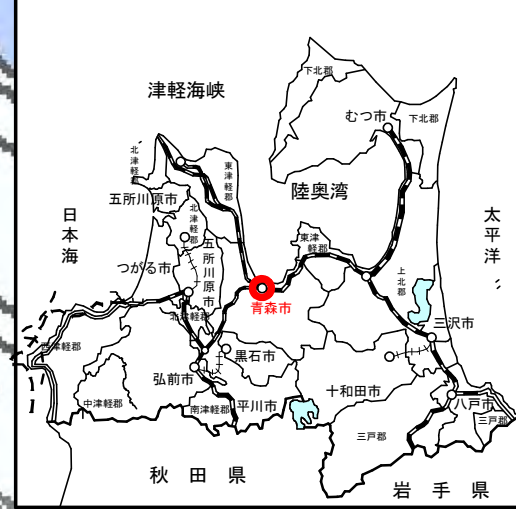 津軽海峡
下北郡
むつ市
下北郡
北津軽郡
東津軽郡
五所川原市
陸奥湾
日本海
北津軽郡
五所川原市
東津軽郡
太平洋
つがる市
上北郡
青森市
北津軽郡
三沢市
西津軽郡
黒石市
弘前市
十和田市
中津軽郡
南津軽郡
平川市
八戸市
三戸郡
三戸郡
秋田県
岩手県